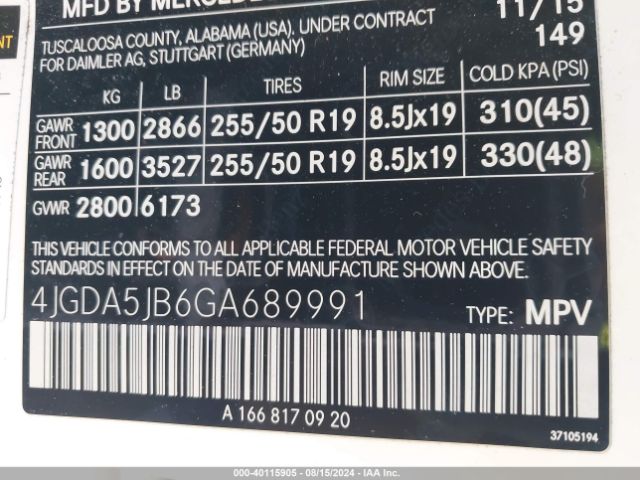 MFD BY MERCEDE
11/15
TUSCALOOSA COUNTY, ALABAMA (USA). UNDER CONTRACT
149
FOR DAIMLER AG, STUTTGART (GERMANY)
KG LB TIRES RIM SIZE COLD KPA (PSI)
GAWR FRONT 1300 2866 255/50 R19 8.5Jx19 310(45)
GAWR REAR 1600 3527 255/50 R19 8.5Jx19 330(48)
GVWR 2800 6173
THIS VEHICLE CONFORMS TO ALL APPLICABLE FEDERAL MOTOR VEHICLE SAFETY
STANDARDS IN EFFECT ON THE DATE OF MANUFACTURE SHOWN ABOVE.
4JGDA5JB6GA689991 TYPE: MPV
A 166 817 09 20
37105194
000-40115905 - 08/15/2024 - IAA Inc.